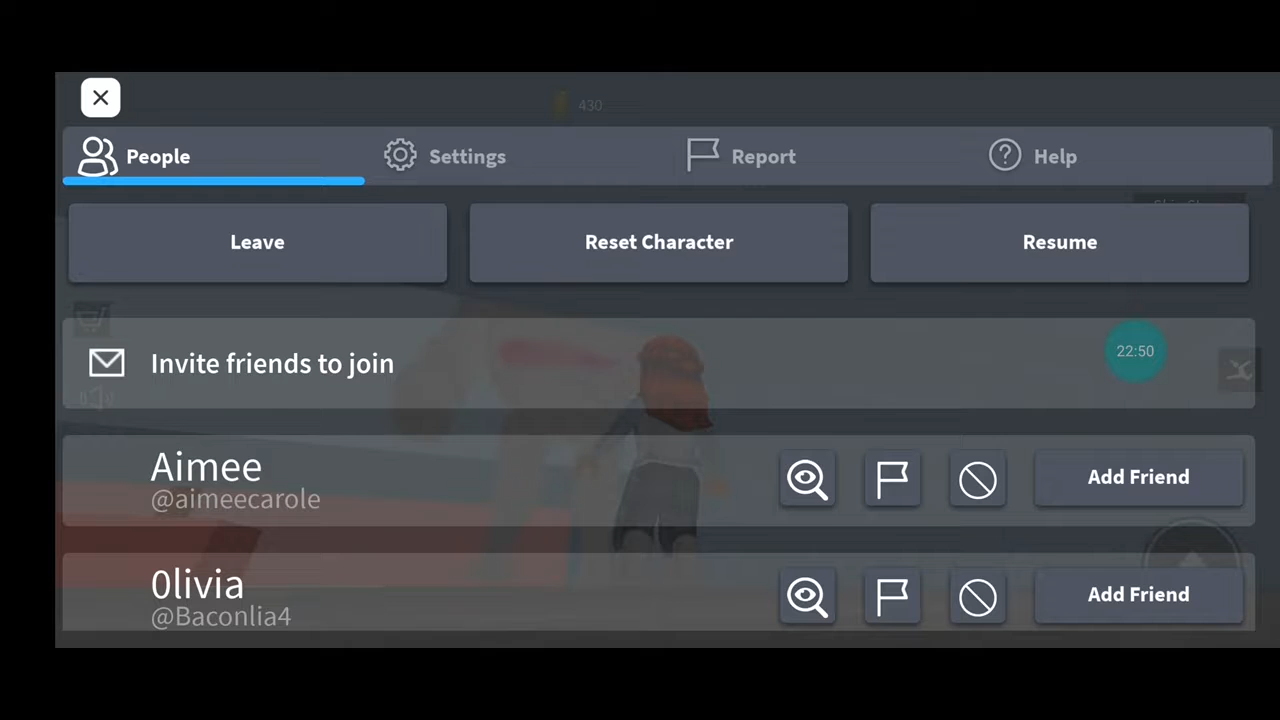 430
People
Settings
Report
Help
Leave
Reset Character
Resume
Invite friends to join
22:50
Aimee
@aimeecarole
Add Friend
0livia
@Baconlia4
Add Friend